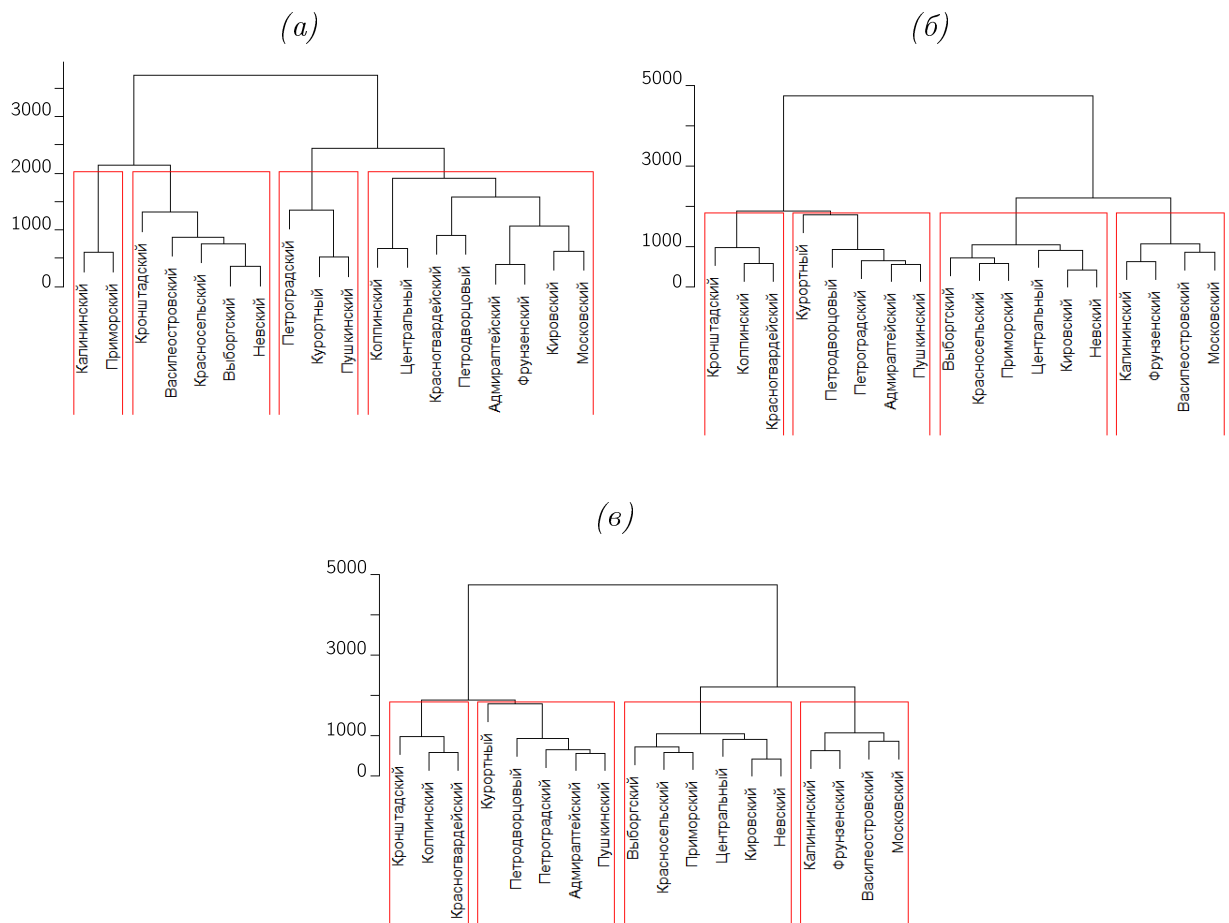 (а)
3000
2000
1000
0
Калининский
Приморский
Кронштадский
Василеостровский
Красносельский
Выборгский
Невский
Петроградский
Курортный
Пушкинский
Колпинский
Центральный
Красногвардейский
Петродворцовый
Адмиралтейский
Фрунзенский
Кировский
Московский
(б)
5000
3000
1000
0
Кронштадский
Колпинский
Красногвардейский
Курортный
Петродворцовый
Петроградский
Адмиралтейский
Пушкинский
Выборгский
Красносельский
Приморский
Центральный
Кировский
Невский
Калининский
Фрунзенский
Василеостровский
Московский
(в)
5000
3000
1000
0
Кронштадский
Колпинский
Красногвардейский
Курортный
Петродворцовый
Петроградский
Адмиралтейский
Пушкинский
Выборгский
Красносельский
Приморский
Центральный
Кировский
Невский
Калининский
Фрунзенский
Василеостровский
Московский